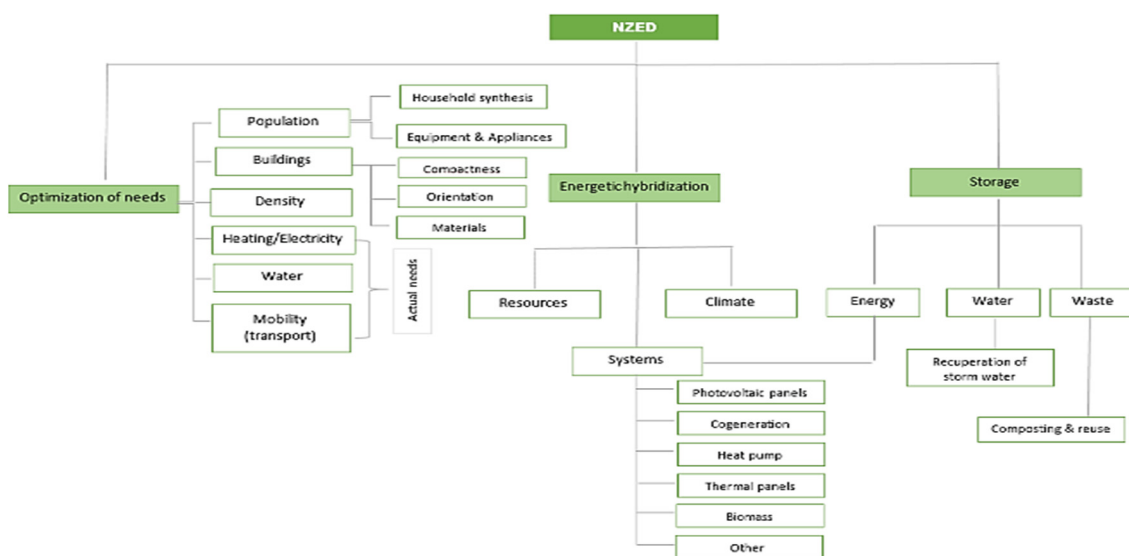 NZED
Household synthesis
Population
Equipment & Appliances
Buildings
Compactness
Optimization of needs
Energetichybridization
Storage
Density
Orientation
Materials
Heating/Electricity
Water
Actual needs
Mobility
(transport)
Resources
Climate
Energy
Water
Waste
Systems
Recuperation of
storm water
Photovoltaic panels
Cogeneration
Composting & reuse
Heat pump
Thermal panels
Biomass
Other